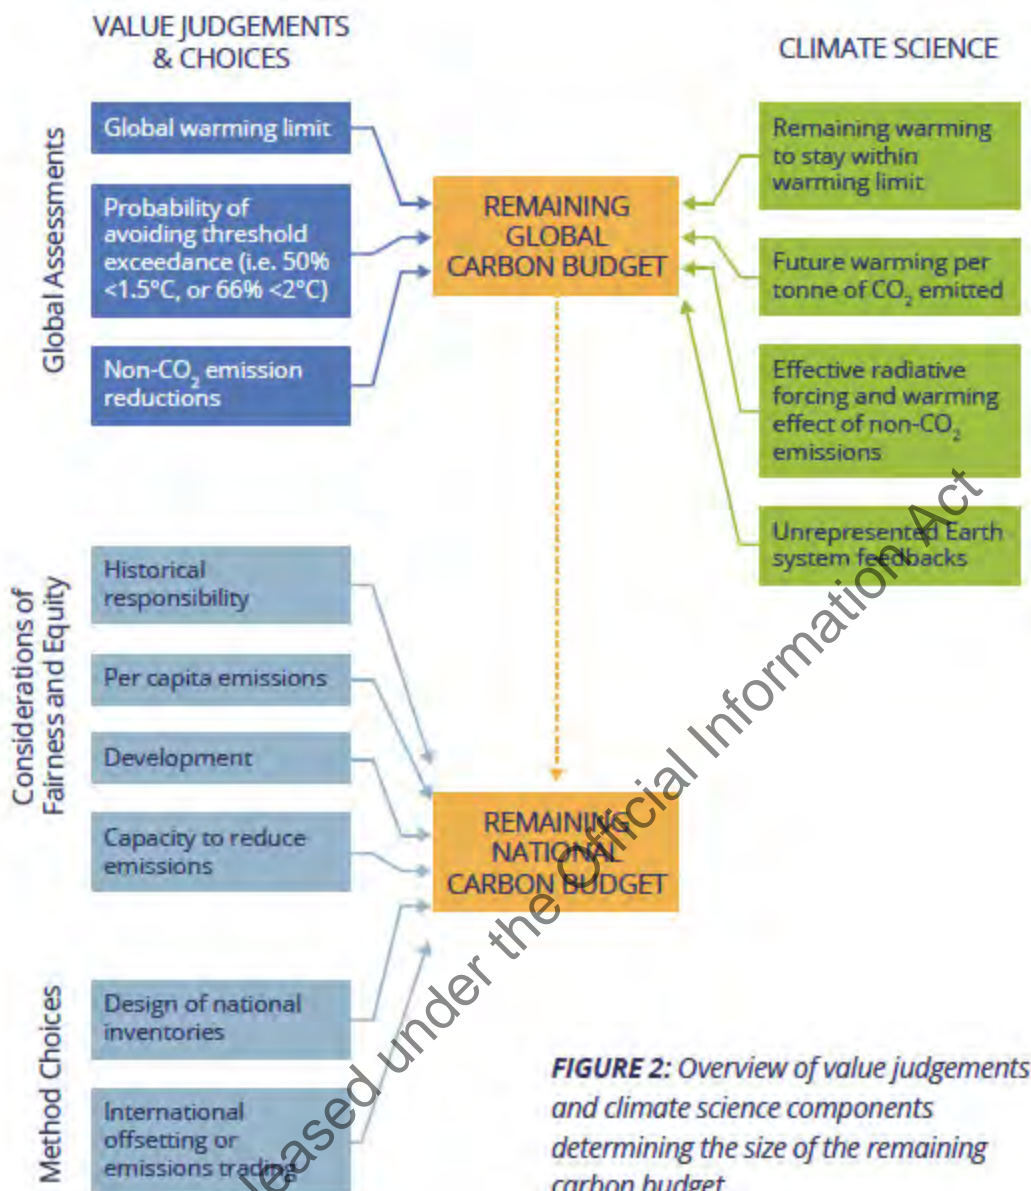 VALUE JUDGEMENTS
& CHOICES
CLIMATE SCIENCE
Global Assessments
Global warming limit
Probability of
avoiding threshold
exceedance (i.e. 50%
<1.5°C, or 66% <2°C)
Non-CO₂ emission
reductions
REMAINING
GLOBAL
CARBON BUDGET
Remaining warming
to stay within
warming limit
Future warming per
tonne of CO₂ emitted
Effective radiative
forcing and warming
effect of non-CO₂
emissions
Unrepresented Earth
system feedbacks
Considerations of
Fairness and Equity
Historical
responsibility
Per capita emissions
Development
Capacity to reduce
emissions
REMAINING
NATIONAL
CARBON BUDGET
Method Choices
Design of national
inventories
International
offsetting or
emissions trading
FIGURE 2: Overview of value judgements
and climate science components
determining the size of the remaining
carbon budget
under the Official Information Act